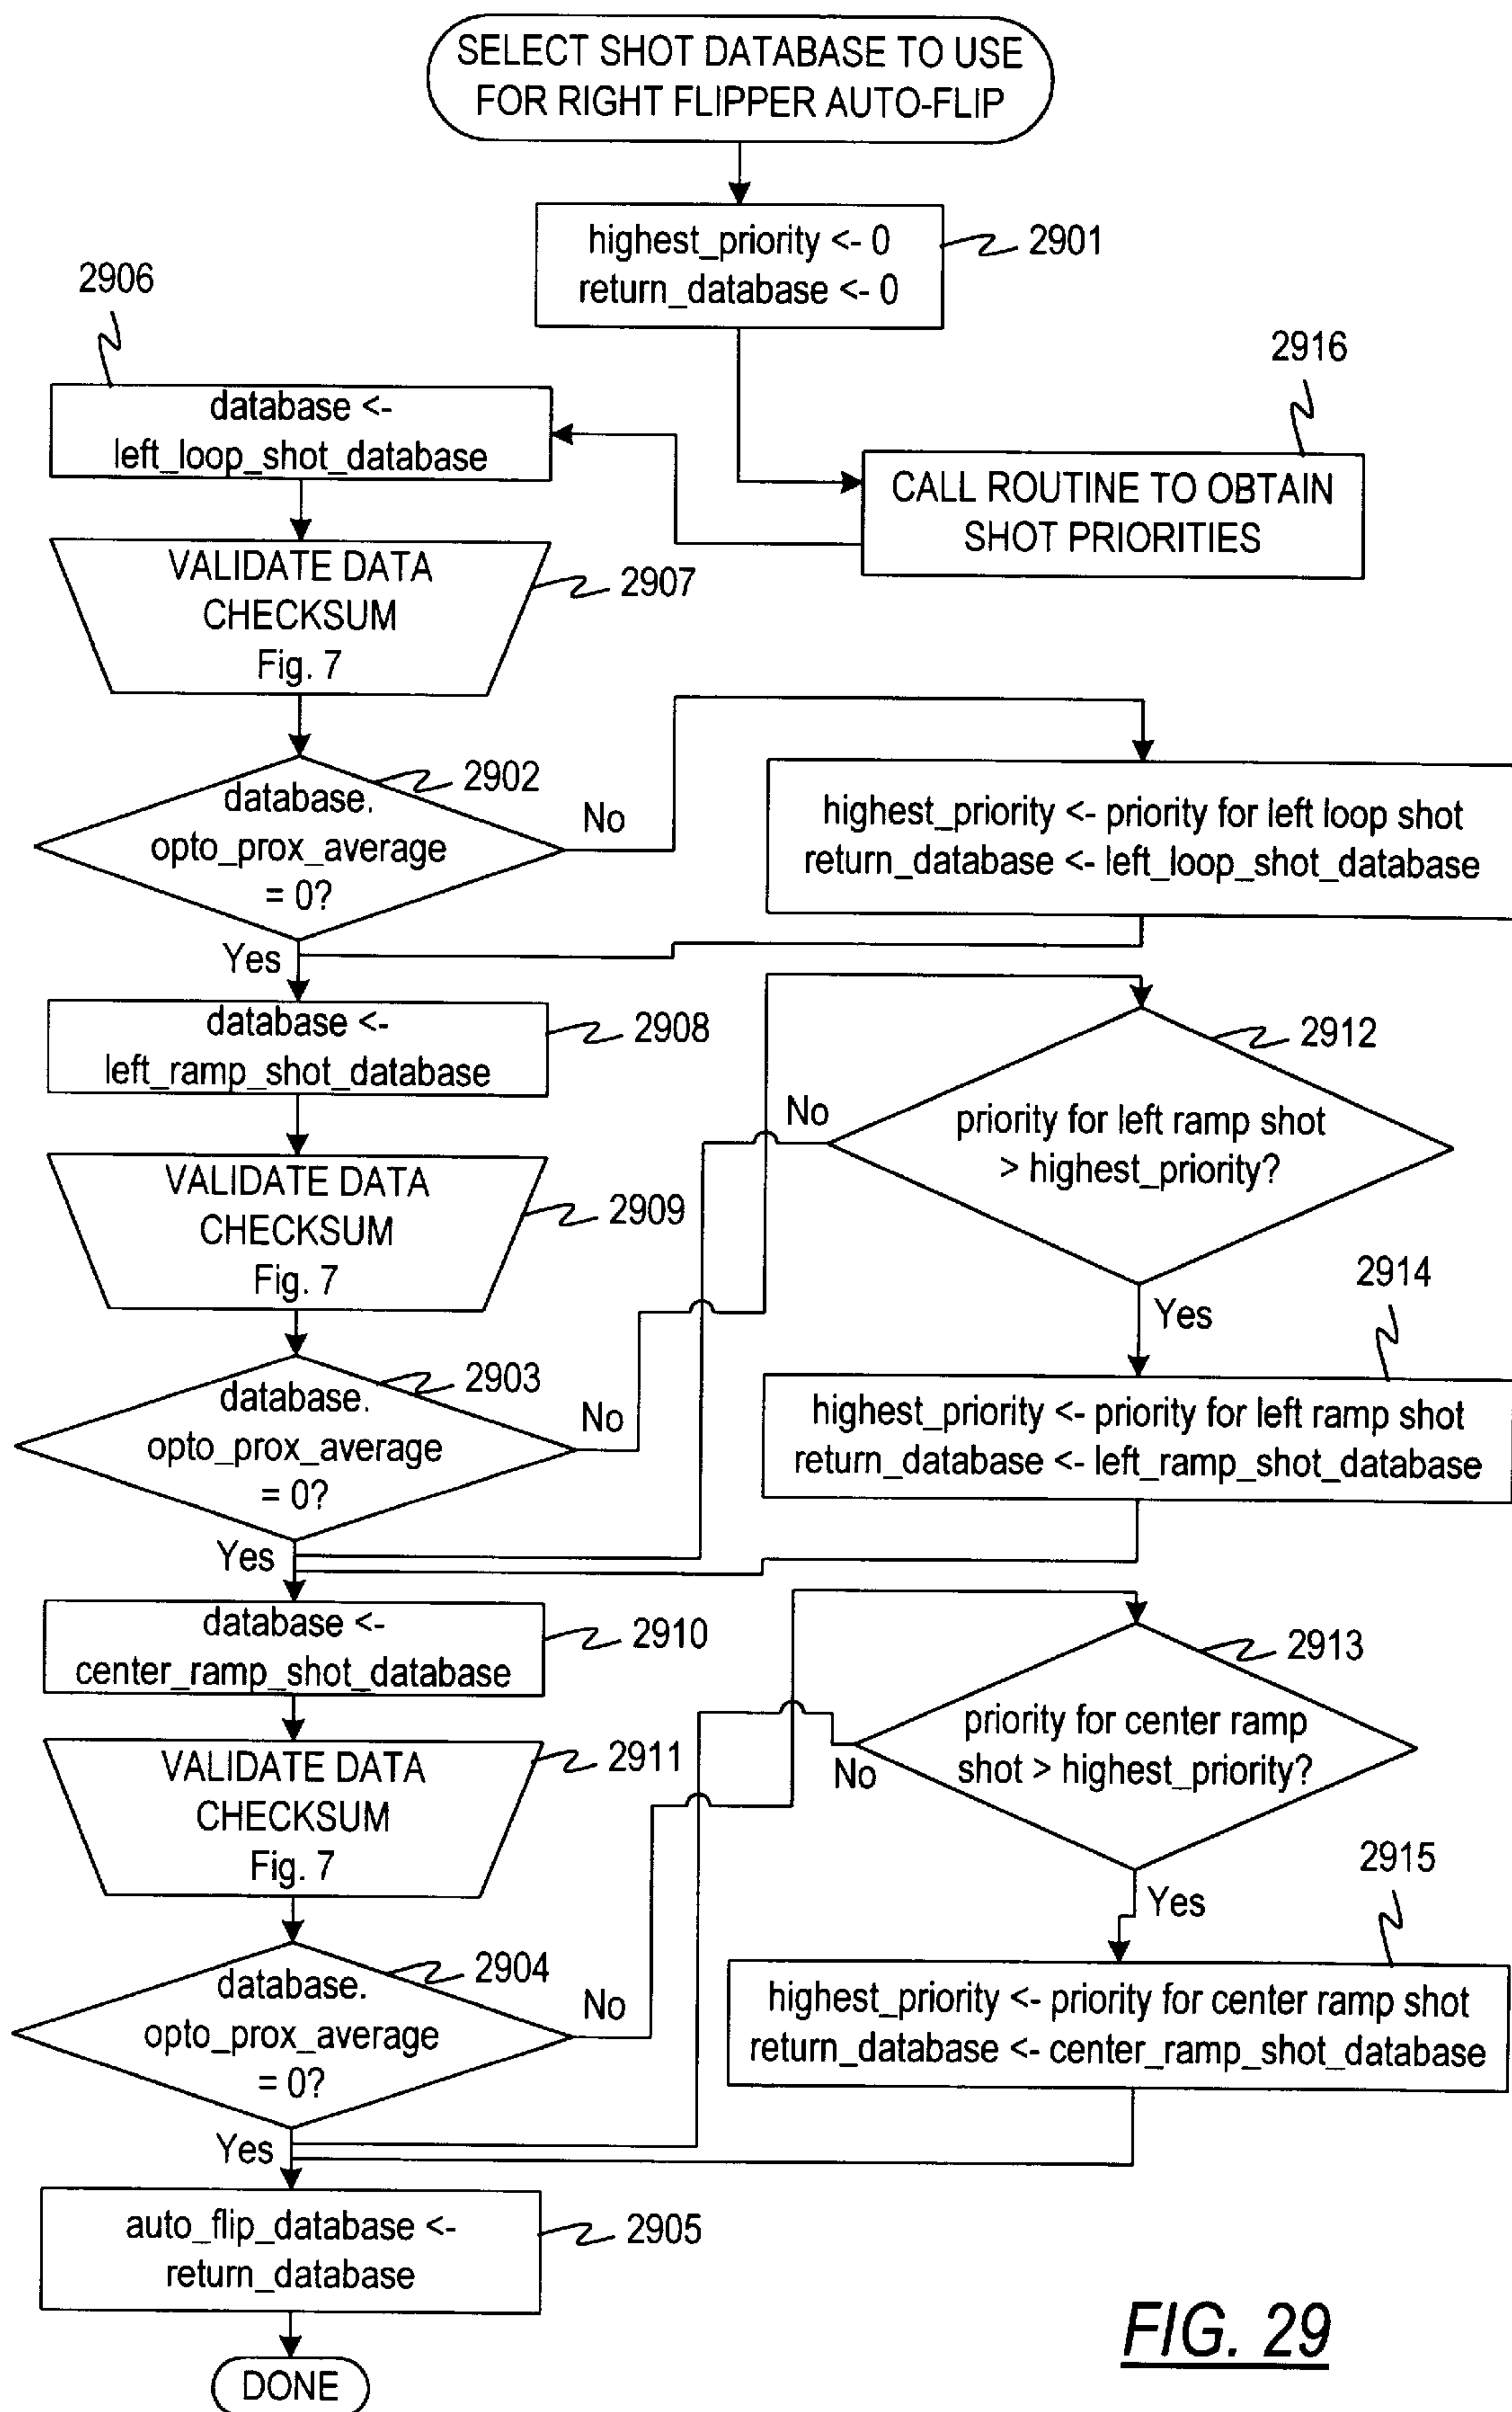 SELECT SHOT DATABASE TO USE
FOR RIGHT FLIPPER AUTO-FLIP
highest_priority <- 0
return_database <- 0
2901
2906
2916
database <-
left_loop_shot_database
CALL ROUTINE TO OBTAIN
SHOT PRIORITIES
VALIDATE DATA
CHECKSUM
Fig. 7
2907
2902
database.
opto_prox_average
= 0?
No
highest_priority <- priority for left loop shot
return_database <- left_loop_shot_database
Yes
database <-
left_ramp_shot_database
2908
2912
No
priority for left ramp shot
> highest_priority?
VALIDATE DATA
CHECKSUM
Fig. 7
2909
2914
Yes
2903
database.
opto_prox_average
= 0?
No
highest_priority <- priority for left ramp shot
return_database <- left_ramp_shot_database
Yes
database <-
center_ramp_shot_database
2910
2913
priority for center ramp
shot > highest_priority?
No
VALIDATE DATA
CHECKSUM
Fig. 7
2911
2915
Yes
2904
database.
opto_prox_average
= 0?
No
highest_priority <- priority for center ramp shot
return_database <- center_ramp_shot_database
Yes
auto_flip_database <-
return_database
2905
DONE
FIG. 29